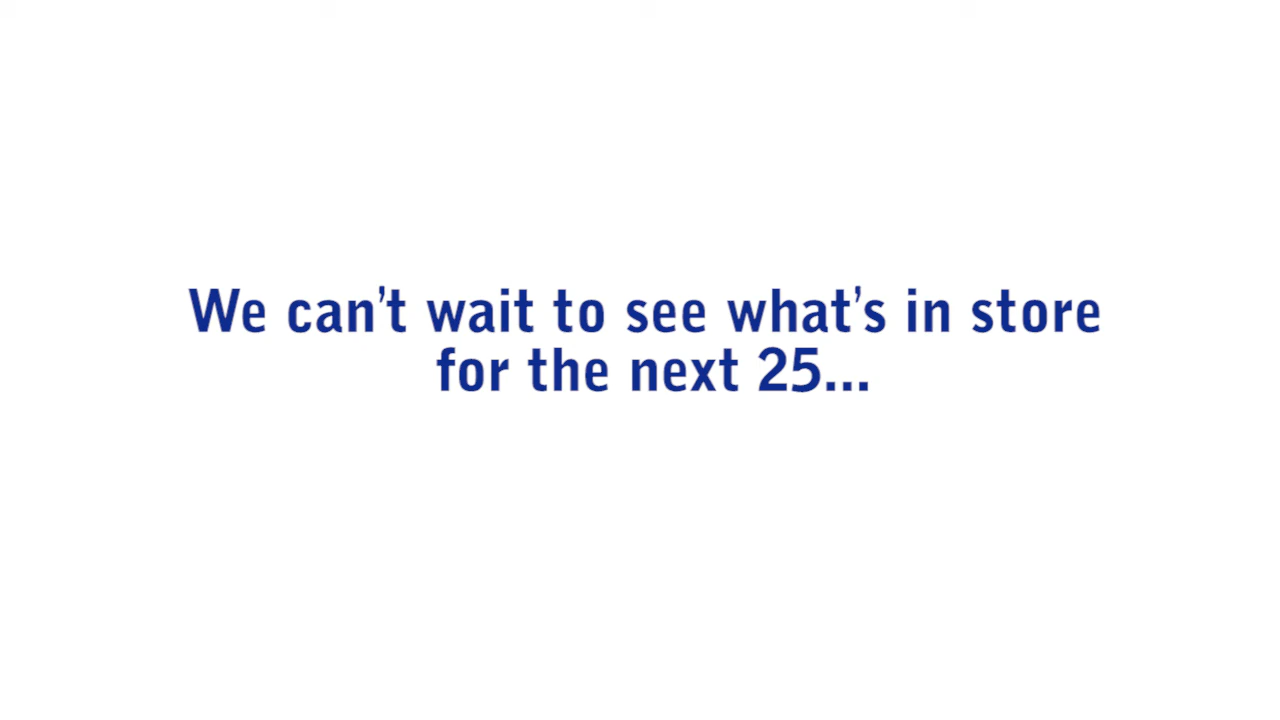 We can’t wait to see what’s in store
for the next 25...